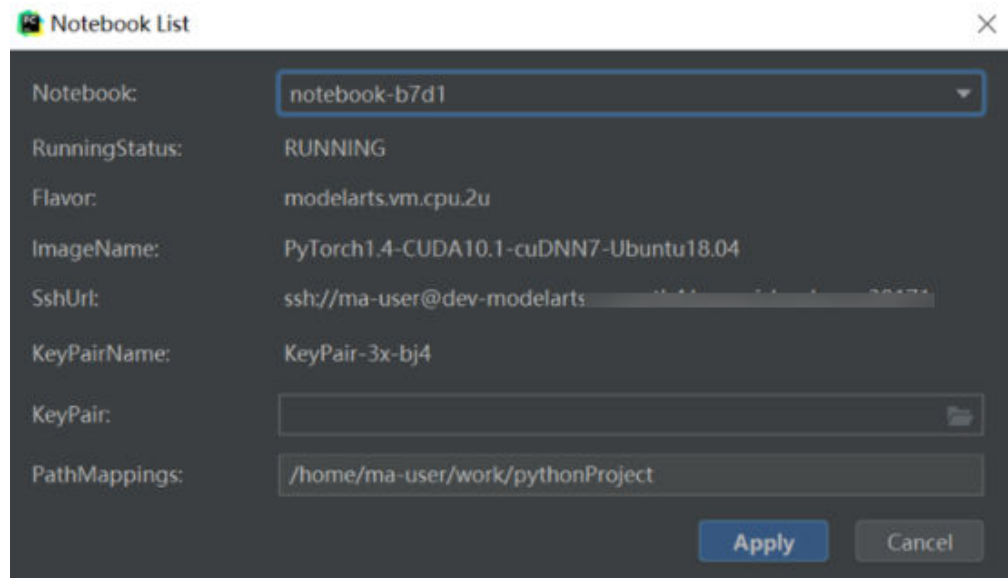 Notebook List
Notebook: notebook-b7d1
RunningStatus: RUNNING
Flavor: modelarts.vm.cpu.2u
ImageName: PyTorch1.4-CUDA10.1-cuDNN7-Ubuntu18.04
SshUrl: ssh://ma-user@dev-modelarts
KeyPairName: KeyPair-3x-bj4
KeyPair:
PathMappings: /home/ma-user/work/pythonProject
Apply Cancel